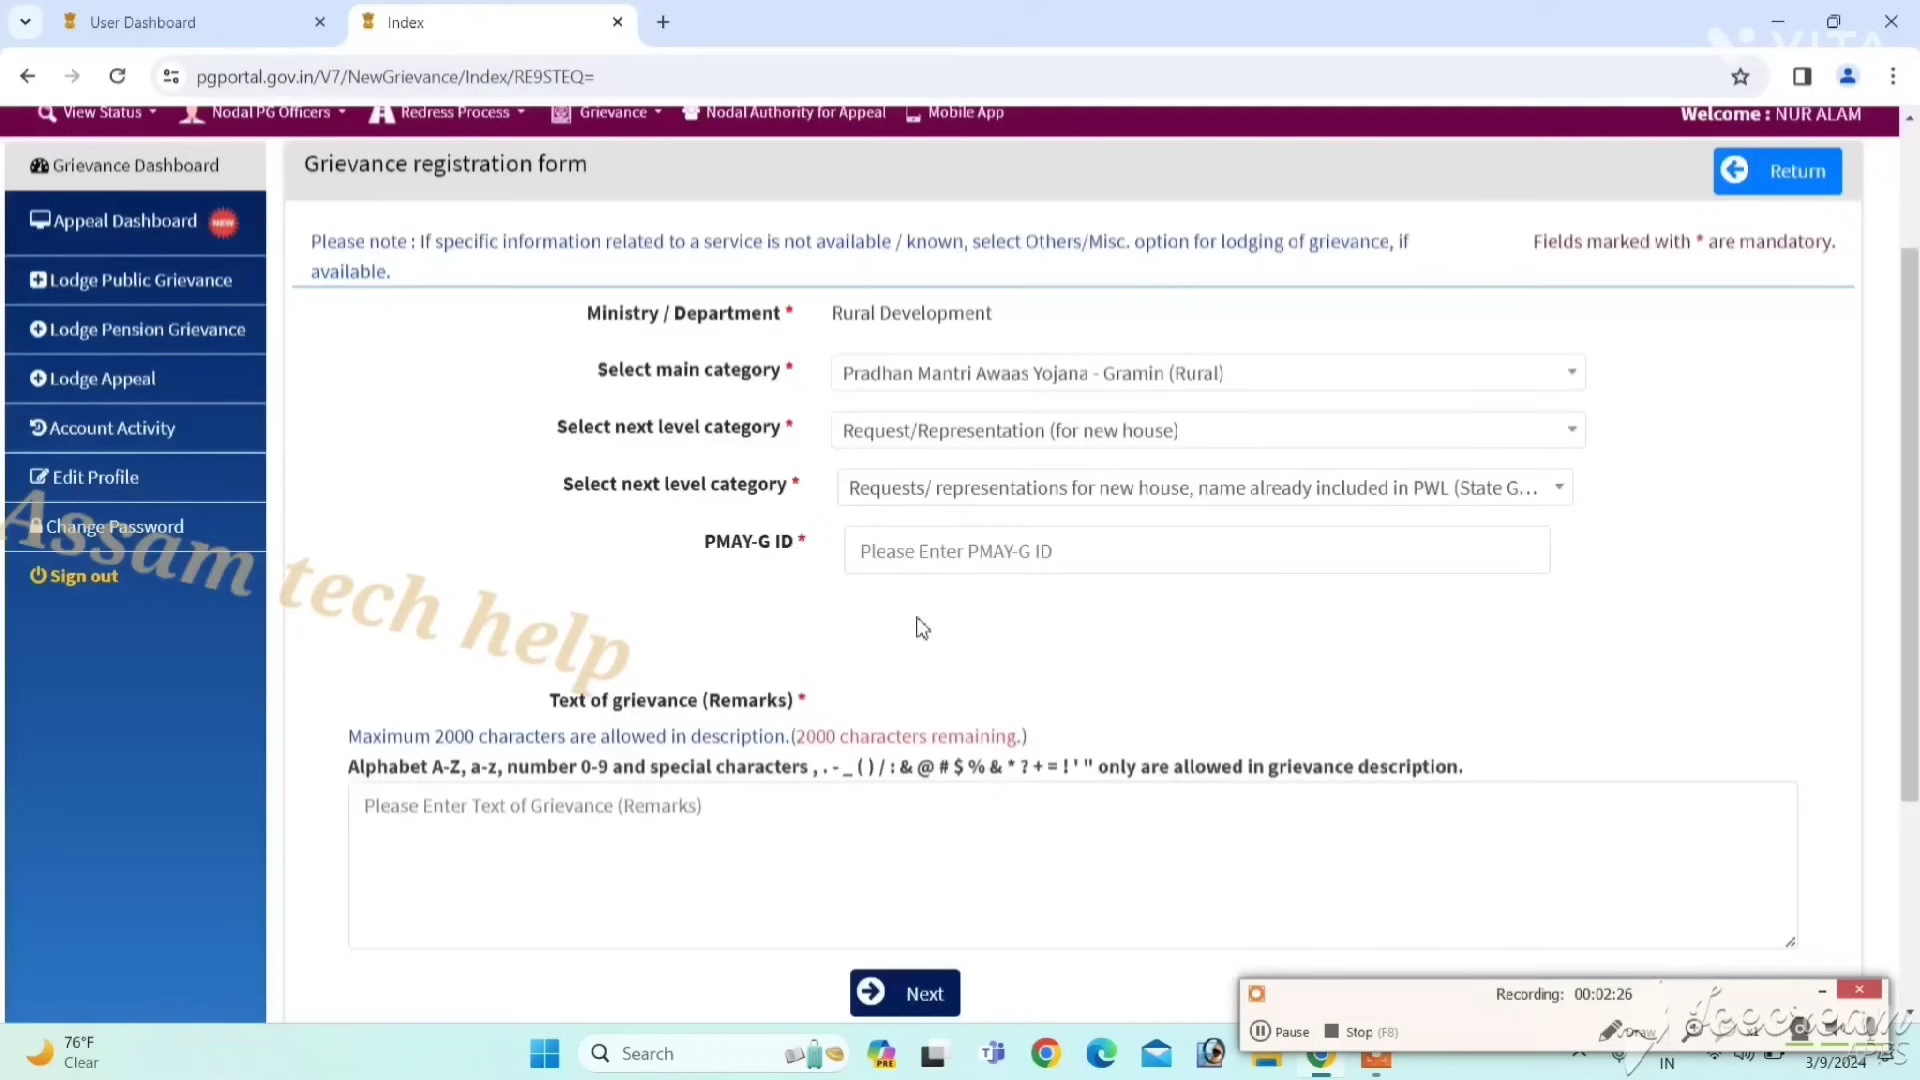 User Dashboard
Index
VITA
pgportal.gov.in/V7/NewGrievance/Index/RE9STEQ=
View Status
Nodal PG Officers
Redress Process
Grievance
Nodal Authority for Appeal
Mobile App
Welcome : NUR ALAM
Grievance Dashboard
Appeal Dashboard NEW
Lodge Public Grievance
Lodge Pension Grievance
Lodge Appeal
Account Activity
Edit Profile
Change Password
Sign out
Assam tech help
Grievance registration form
Return
Please note : If specific information related to a service is not available / known, select Others/Misc. option for lodging of grievance, if
available.
Fields marked with * are mandatory.
Ministry / Department * Rural Development
Select main category * Pradhan Mantri Awaas Yojana - Gramin (Rural)
Select next level category * Request/Representation (for new house)
Select next level category * Requests/ representations for new house, name already included in PWL (State G...
PMAY-G ID * Please Enter PMAY-G ID
Text of grievance (Remarks) *
Maximum 2000 characters are allowed in description.(2000 characters remaining.)
Alphabet A-Z, a-z, number 0-9 and special characters , . - _ ( ) / : & @ # $ % & * ? + = ! ' " only are allowed in grievance description.
Please Enter Text of Grievance (Remarks)
Next
Recording: 00:02:26
Pause
Stop (F8)
Draw
x1
Icecream
APPS
76°F
Clear
Search
PRE
IN
3/9/2024